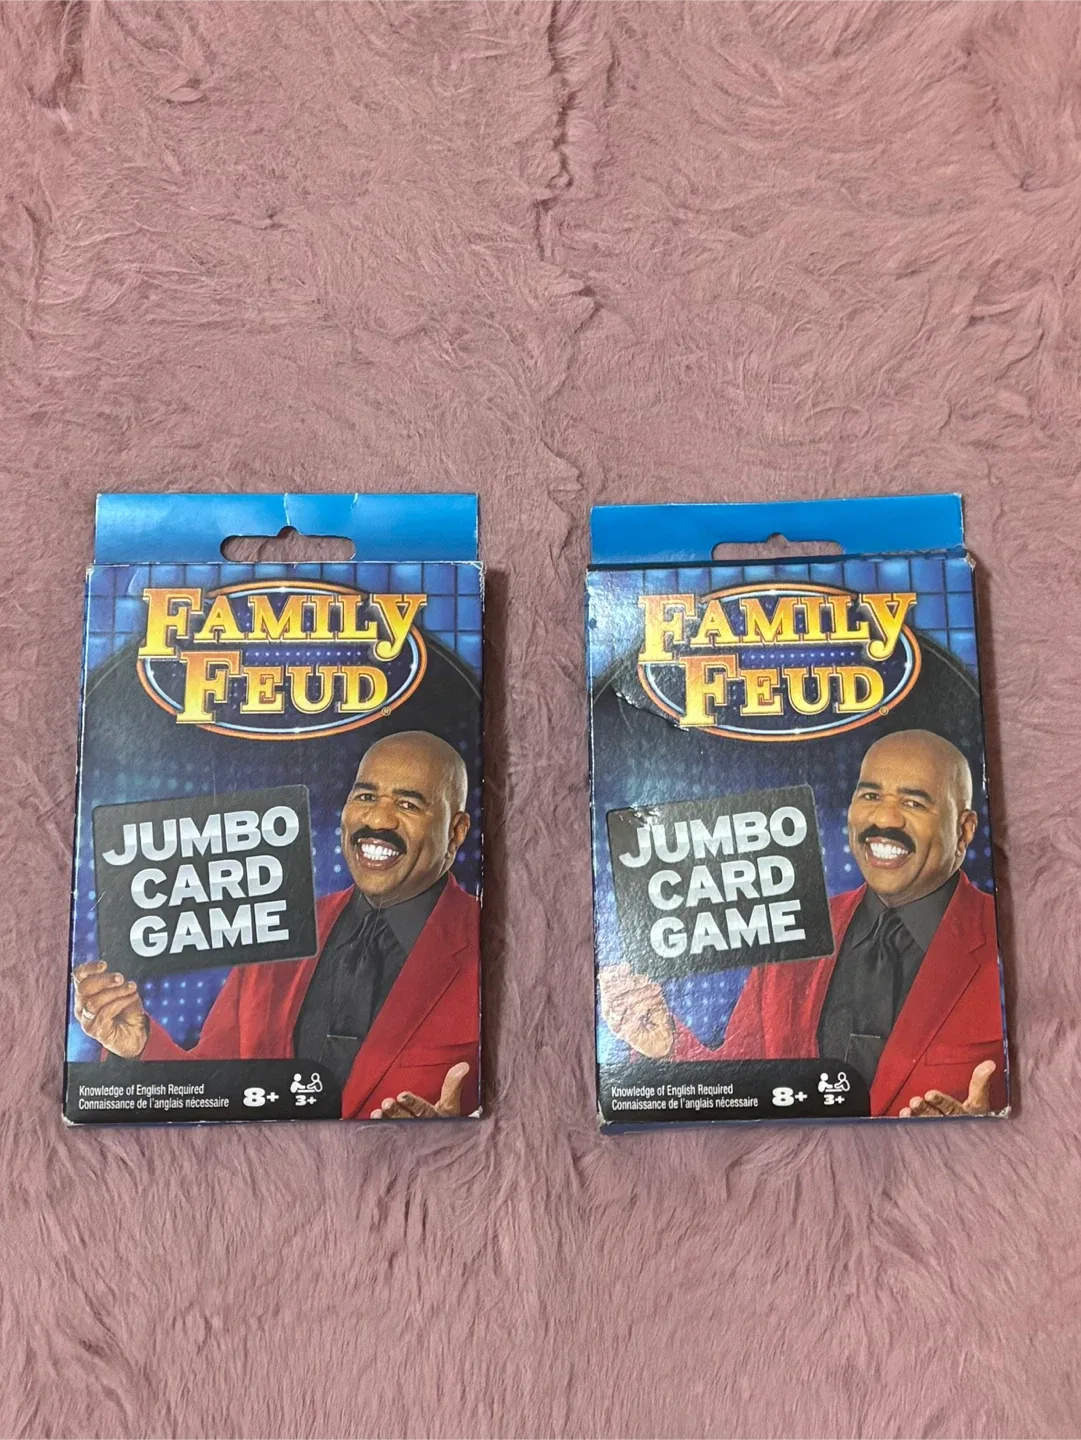 FAMILY
FEUD®
JUMBO
CARD
GAME
Knowledge of English Required
Connaissance de l'anglais nécessaire
8+
3+
FAMILY
FEUD®
JUMBO
CARD
GAME
Knowledge of English Required
Connaissance de l'anglais nécessaire
8+
3+